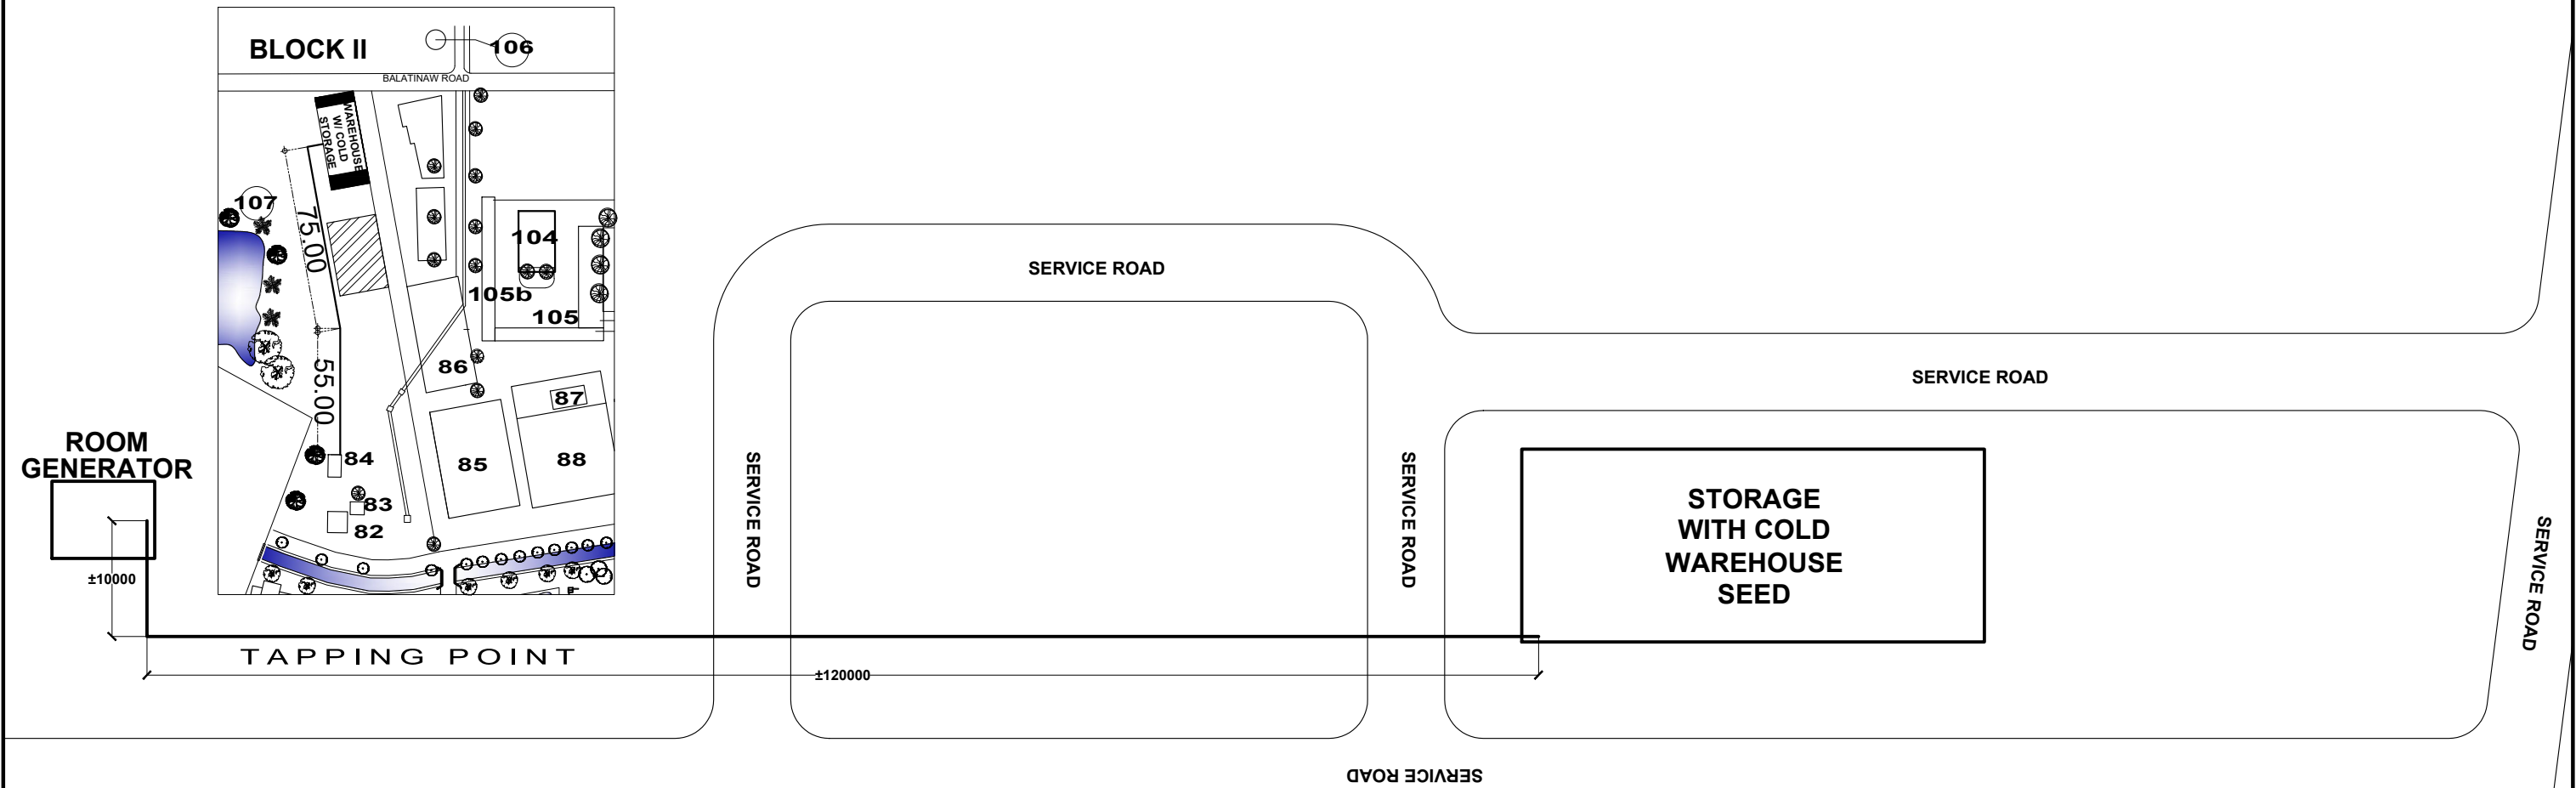 BLOCK II
106
BALATINAW ROAD
WAREHOUSE
W/ COLD
STORAGE
107
75.00
104
105b
105
55.00
86
87
84
85
88
83
82
ROOM
GENERATOR
±10000
TAPPING POINT
±120000
SERVICE ROAD
SERVICE ROAD
SERVICE ROAD
SERVICE ROAD
STORAGE
WITH COLD
WAREHOUSE
SEED
SERVICE ROAD
SERVICE ROAD